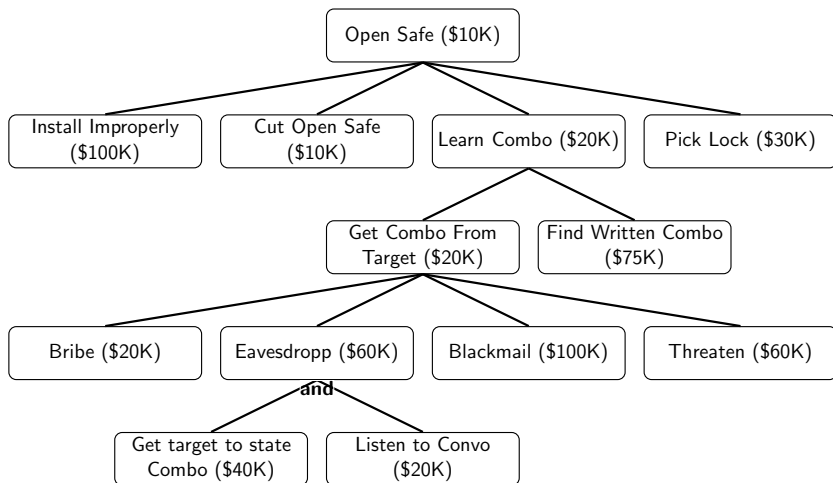 Open Safe ($10K)
Install Improperly
($100K)
Cut Open Safe
($10K)
Learn Combo ($20K)
Pick Lock ($30K)
Get Combo From
Target ($20K)
Find Written Combo
($75K)
Bribe ($20K)
Eavesdropp ($60K)
Blackmail ($100K)
Threaten ($60K)
and
Get target to state
Combo ($40K)
Listen to Convo
($20K)